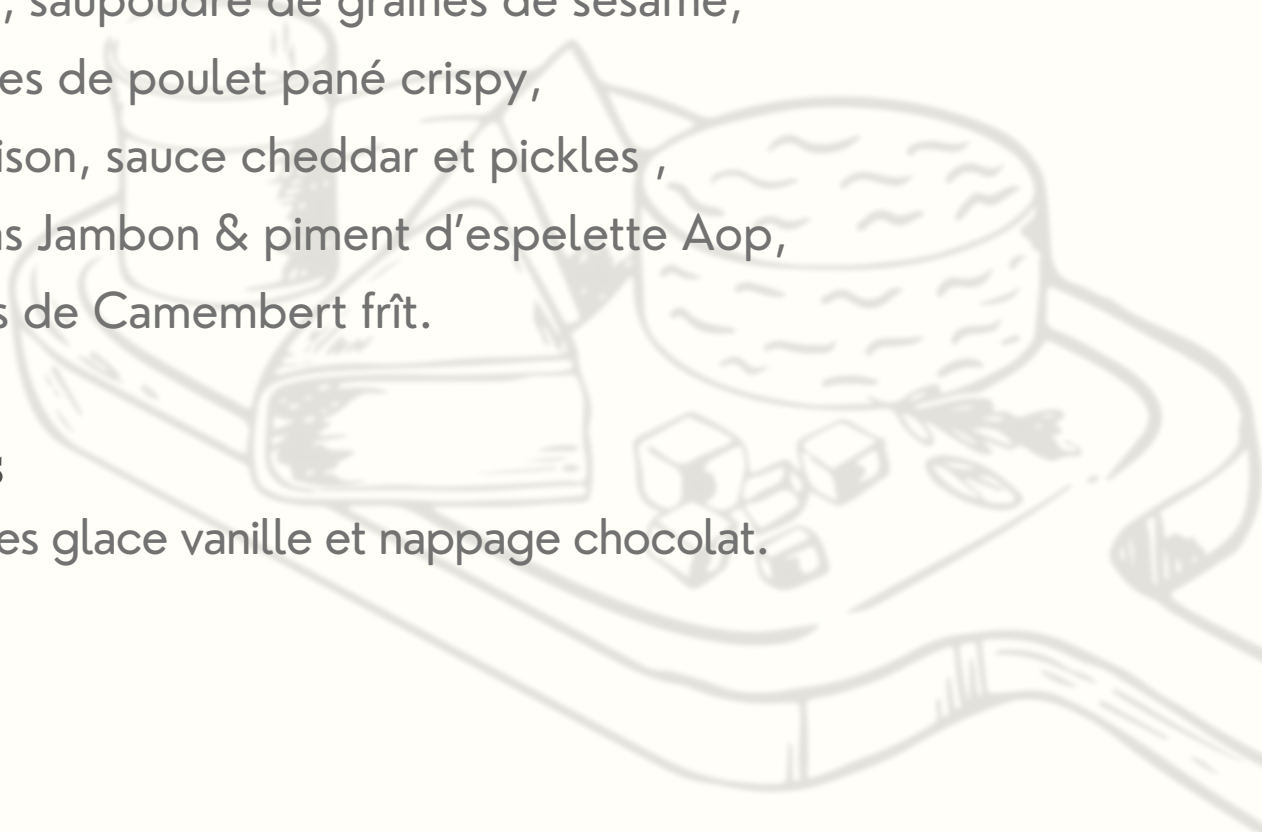 , saupoudré de graines de sésame,
es de poulet pané crispy,
ison, sauce cheddar et pickles ,
s Jambon & piment d’espelette Aop,
s de Camembert frît.
s
es glace vanille et nappage chocolat.